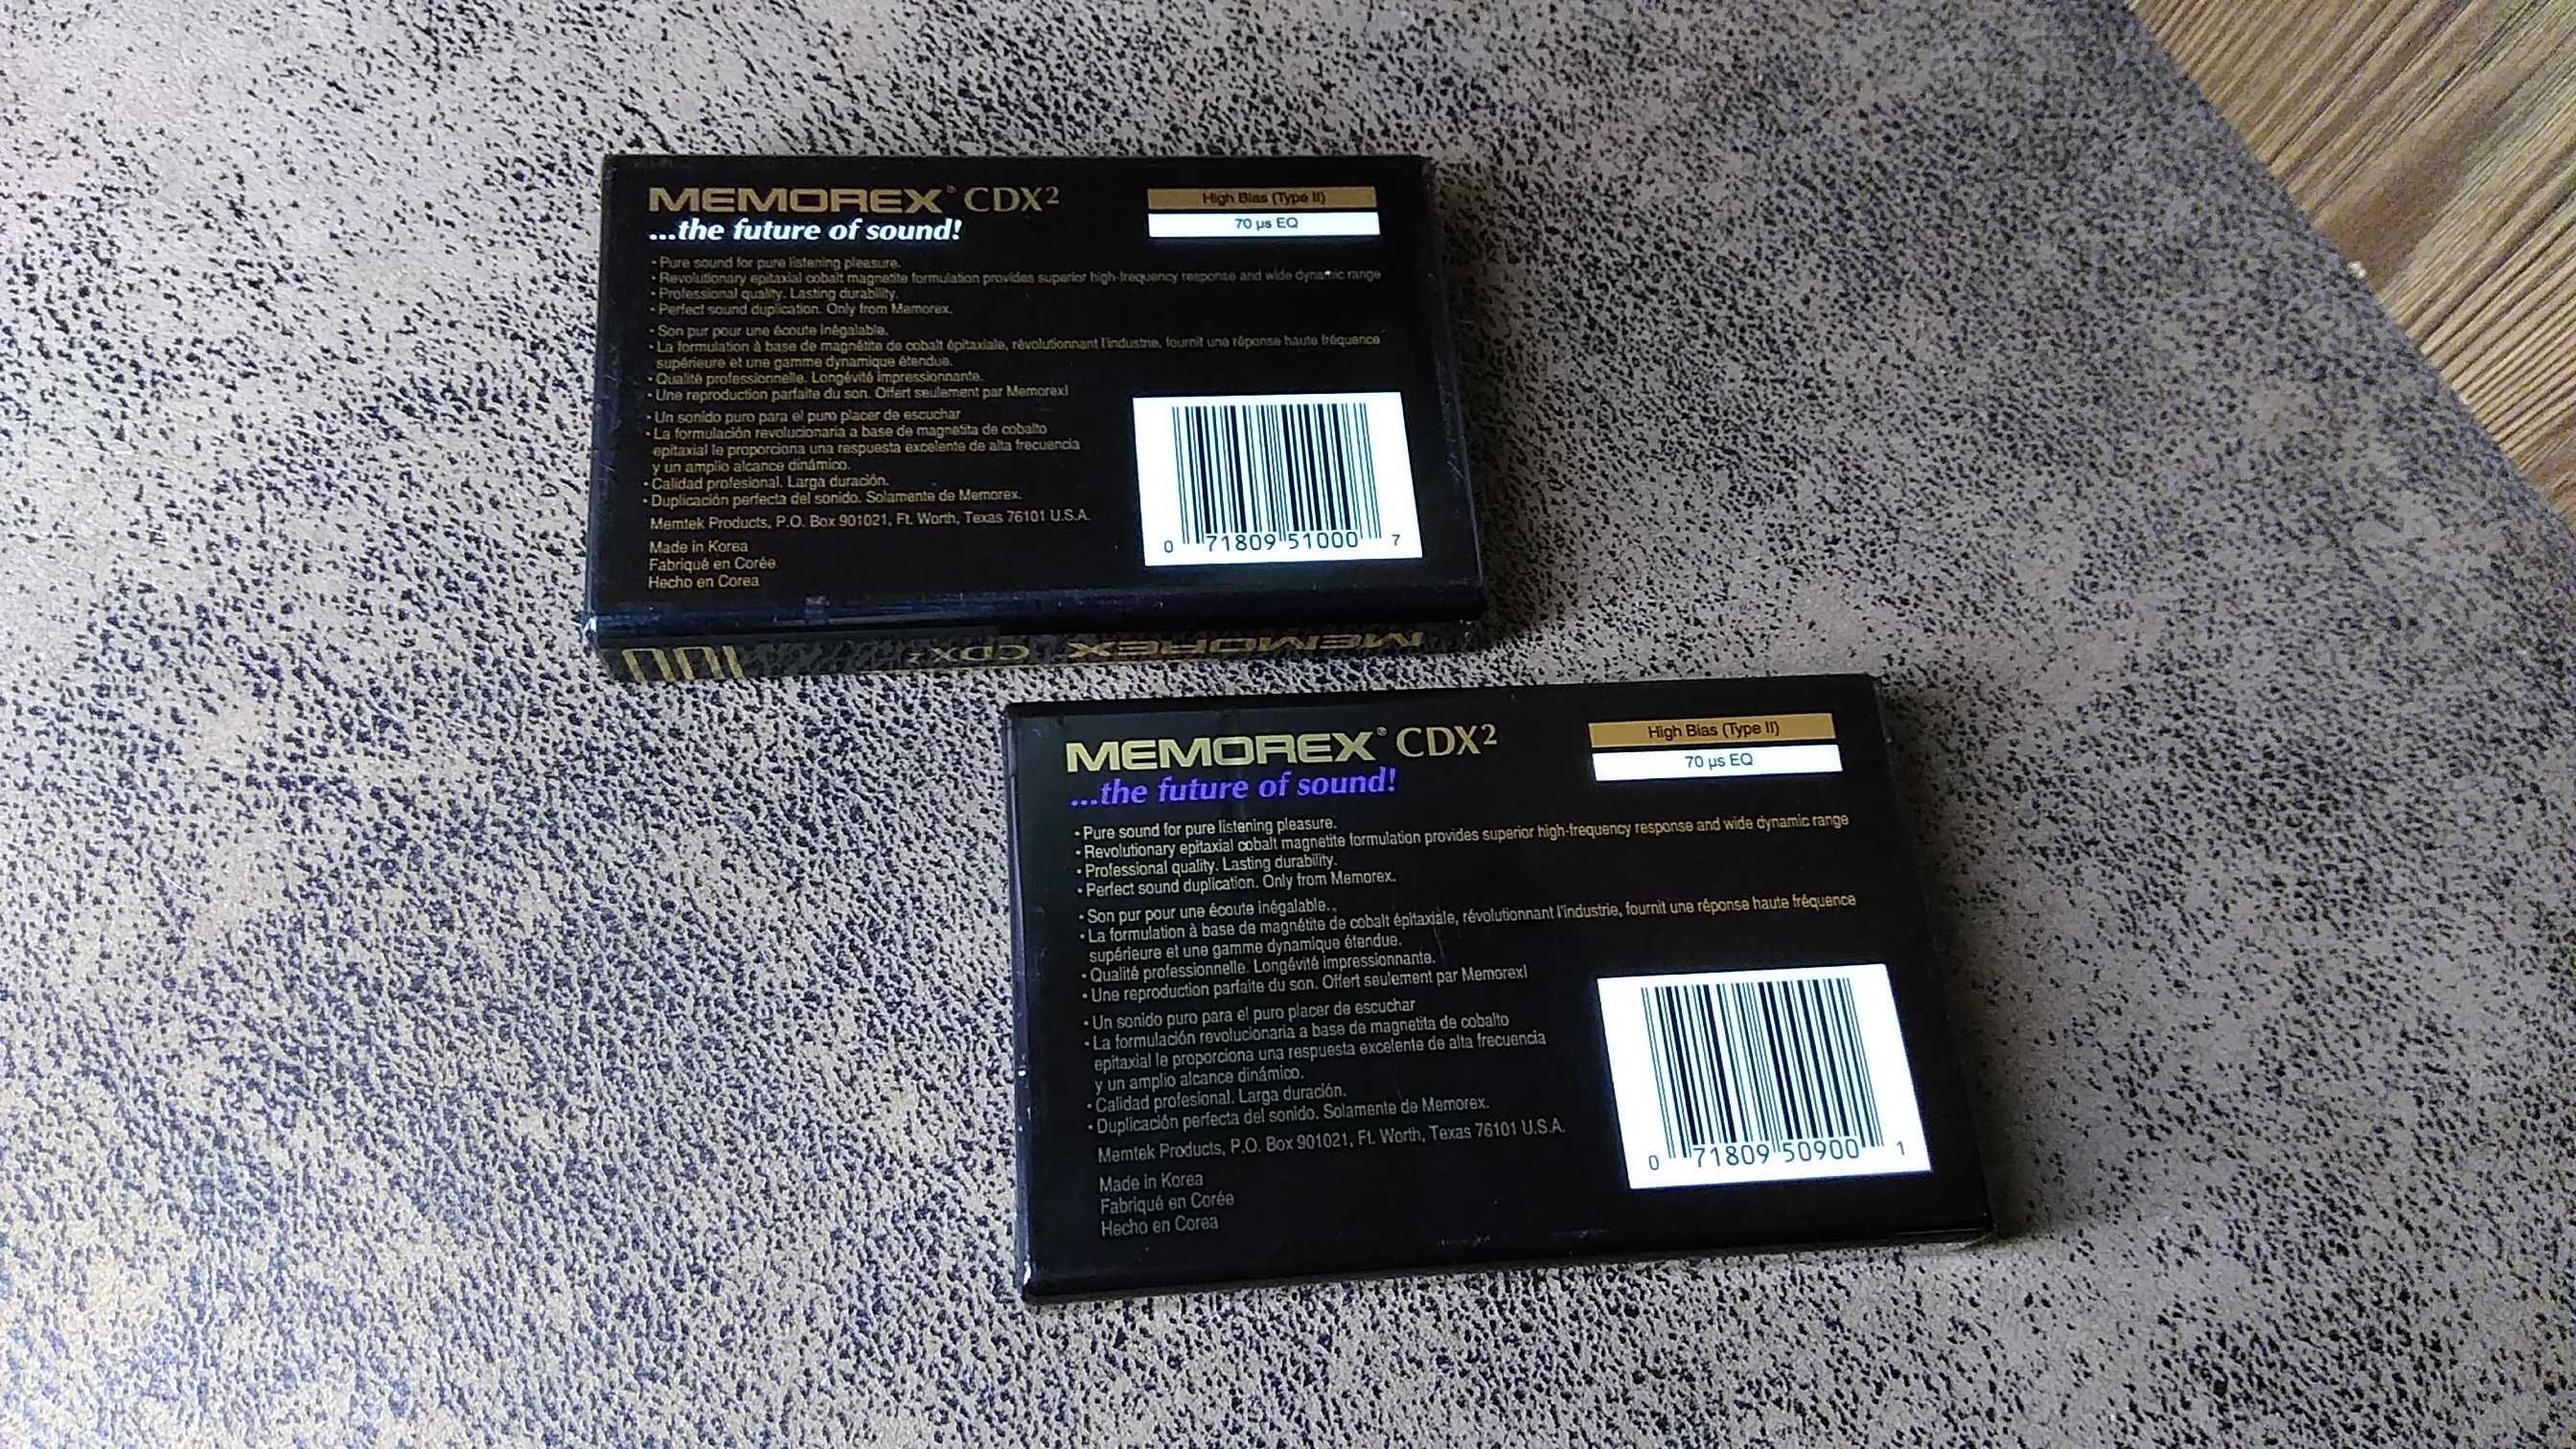 MEMOREX® CDX²
...the future of sound!
High Bias (Type II)
70 µs EQ
• Pure sound for pure listening pleasure.
• Revolutionary epitaxial cobalt magnetite formulation provides superior high-frequency response and wide dynamic range
• Professional quality. Lasting durability.
• Perfect sound duplication. Only from Memorex.
• Son pur pour une écoute inégalable.
• La formulation à base de magnétite de cobalt épitaxiale, révolutionnant l'industrie, fournit une réponse haute fréquence
supérieure et une gamme dynamique étendue.
• Qualité professionnelle. Longévité impressionnante.
• Une reproduction parfaite du son. Offert seulement par Memorex!
• Un sonido puro para el puro placer de escuchar
• La formulación revolucionaria a base de magnetita de cobalto
epitaxial le proporciona una respuesta excelente de alta frecuencia
y un amplio alcance dinámico.
• Calidad profesional. Larga duración.
• Duplicación perfecta del sonido. Solamente de Memorex.
Memtek Products, P.O. Box 901021, Ft. Worth, Texas 76101 U.S.A.
Made in Korea
Fabriqué en Corée
Hecho en Corea
0 71809 51000 7
MEMOREX CDX² 100
MEMOREX® CDX²
...the future of sound!
High Bias (Type II)
70 µs EQ
• Pure sound for pure listening pleasure.
• Revolutionary epitaxial cobalt magnetite formulation provides superior high-frequency response and wide dynamic range
• Professional quality. Lasting durability.
• Perfect sound duplication. Only from Memorex.
• Son pur pour une écoute inégalable.
• La formulation à base de magnétite de cobalt épitaxiale, révolutionnant l'industrie, fournit une réponse haute fréquence
supérieure et une gamme dynamique étendue.
• Qualité professionnelle. Longévité impressionnante.
• Une reproduction parfaite du son. Offert seulement par Memorex!
• Un sonido puro para el puro placer de escuchar
• La formulación revolucionaria a base de magnetita de cobalto
epitaxial le proporciona una respuesta excelente de alta frecuencia
y un amplio alcance dinámico.
• Calidad profesional. Larga duración.
• Duplicación perfecta del sonido. Solamente de Memorex.
Memtek Products, P.O. Box 901021, Ft. Worth, Texas 76101 U.S.A.
Made in Korea
Fabriqué en Corée
Hecho en Corea
0 71809 50900 1